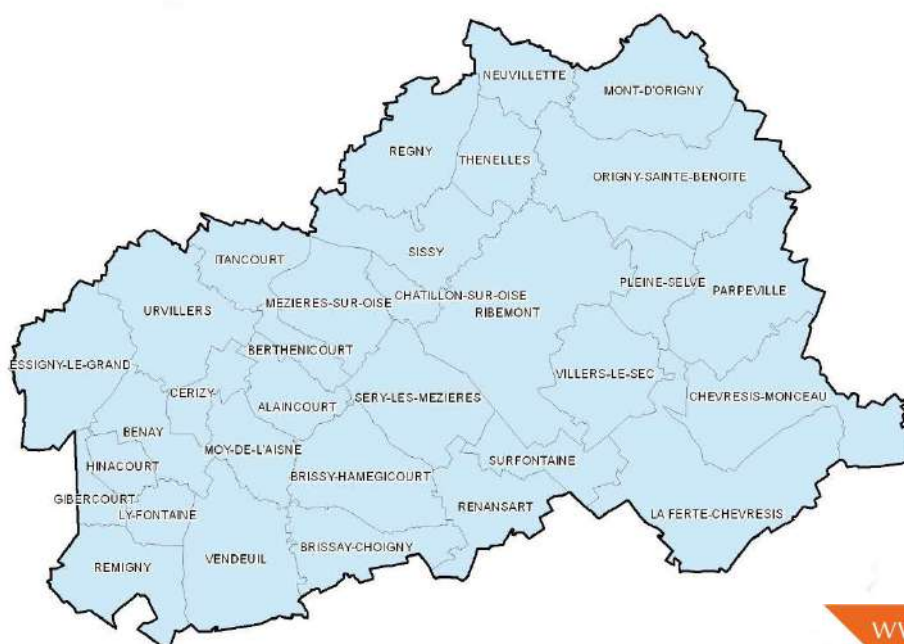 NEUVILLETTE
MONT-D'ORIGNY
REGNY
THENELLES
ORIGNY-SAINTE-BENOITE
SISSY
ITANCOURT
PLEINE-SELVE
PARPEVILLE
MEZIERES-SUR-OISE
CHATILLON-SUR-OISE
URVILLERS
RIBEMONT
BERTHENICOURT
ESSIGNY-LE-GRAND
VILLERS-LE-SEC
CERIZY
ALAINCOURT
SERY-LES-MEZIERES
CHEVRESIS-MONCEAU
BENAY
MOY-DE-L'AISNE
SURFONTAINE
HINACOURT
BRISSY-HAMEGICOURT
GIBERCOURT
RENANSART
LY-FONTAINE
LA FERTE-CHEVRESIS
BRISSAY-CHOIGNY
VENDEUIL
REMIGNY